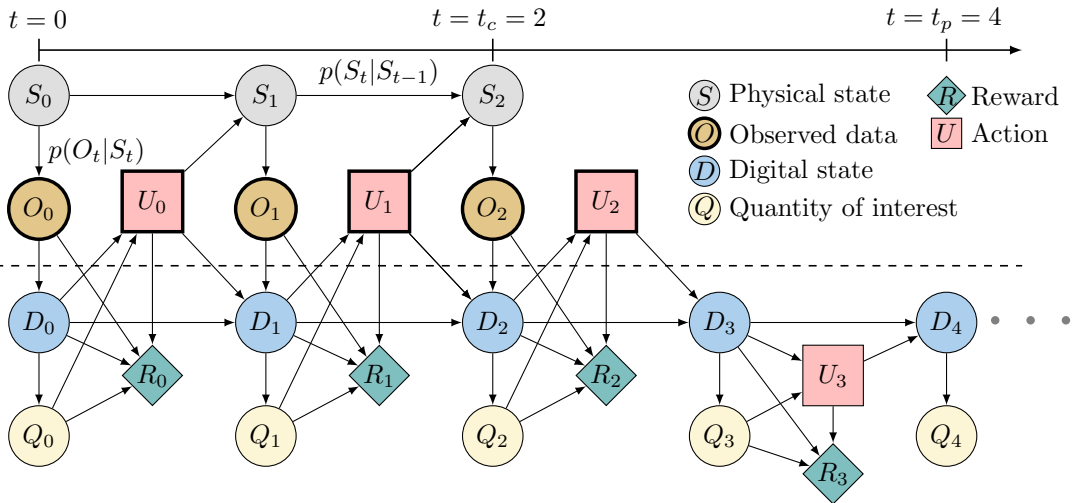 t = 0
t = t_c = 2
t = t_p = 4
S_0
S_1
p(S_t|S_{t-1})
S_2
S Physical state
R Reward
O Observed data
U Action
D Digital state
Q Quantity of interest
p(O_t|S_t)
O_0
U_0
O_1
U_1
O_2
U_2
D_0
D_1
D_2
D_3
D_4
R_0
R_1
R_2
U_3
Q_0
Q_1
Q_2
Q_3
Q_4
R_3